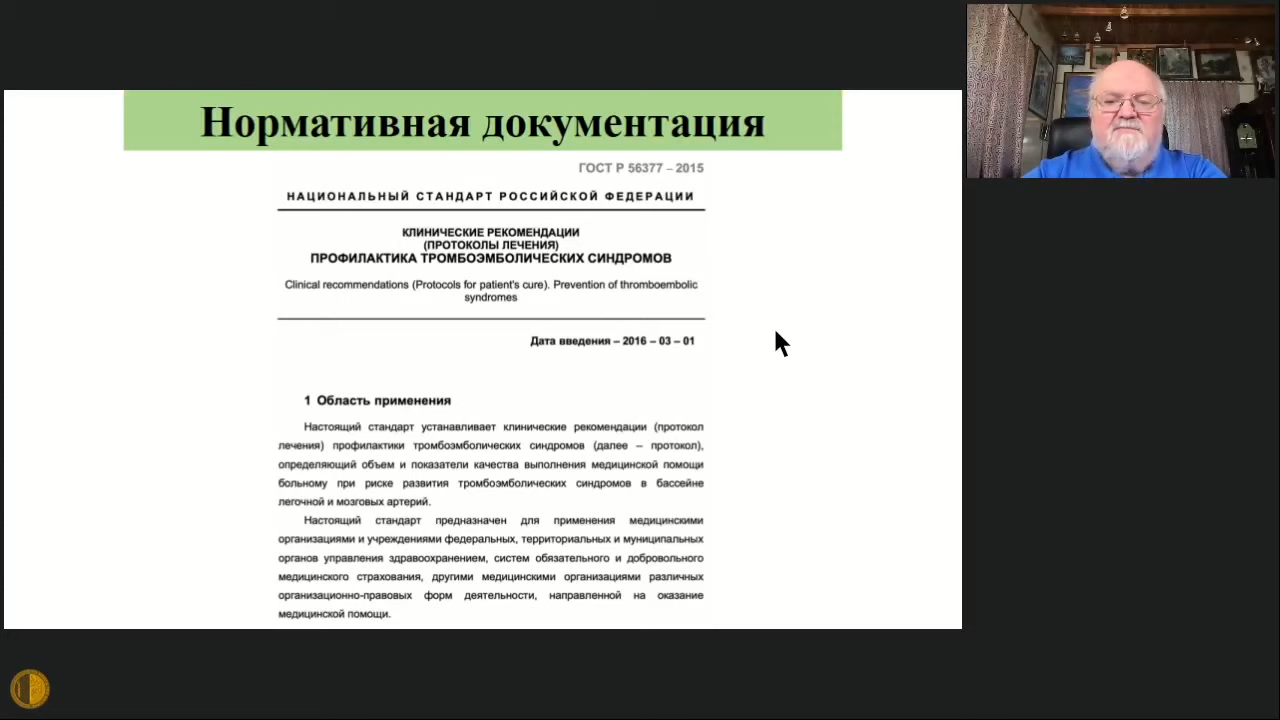 Нормативная документация
ГОСТ Р 56377 – 2015
НАЦИОНАЛЬНЫЙ СТАНДАРТ РОССИЙСКОЙ ФЕДЕРАЦИИ
КЛИНИЧЕСКИЕ РЕКОМЕНДАЦИИ
(ПРОТОКОЛЫ ЛЕЧЕНИЯ)
ПРОФИЛАКТИКА ТРОМБОЭМБОЛИЧЕСКИХ СИНДРОМОВ
Clinical recommendations (Protocols for patient's cure). Prevention of thromboembolic
syndromes
Дата введения – 2016 – 03 – 01
1 Область применения
Настоящий стандарт устанавливает клинические рекомендации (протокол
лечения) профилактики тромбоэмболических синдромов (далее – протокол),
определяющий объем и показатели качества выполнения медицинской помощи
больному при риске развития тромбоэмболических синдромов в бассейне
легочной и мозговых артерий.
Настоящий стандарт предназначен для применения медицинскими
организациями и учреждениями федеральных, территориальных и муниципальных
органов управления здравоохранением, систем обязательного и добровольного
медицинского страхования, другими медицинскими организациями различных
организационно-правовых форм деятельности, направленной на оказание
медицинской помощи.